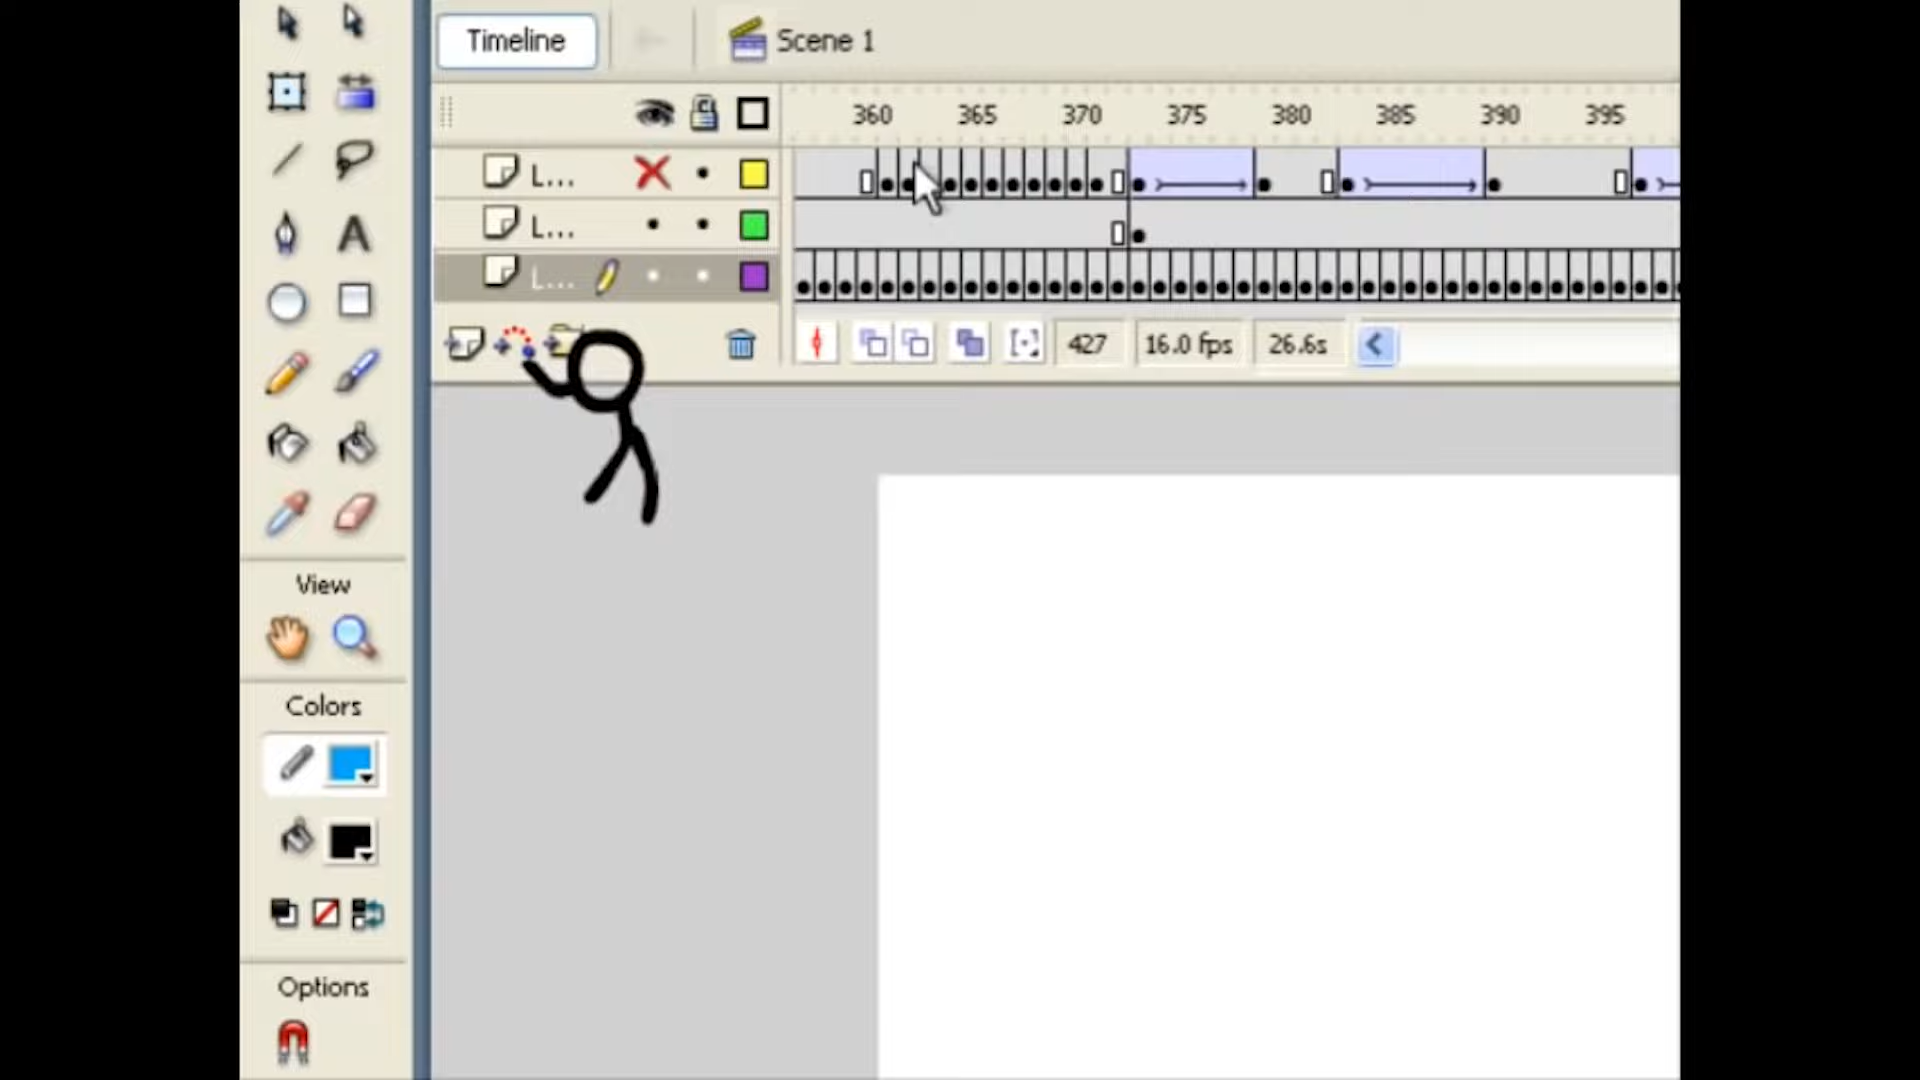 Timeline
Scene 1
360 365 370 375 380 385 390 395
L...
L...
L...
427 16.0 fps 26.6s
A
View
Colors
Options